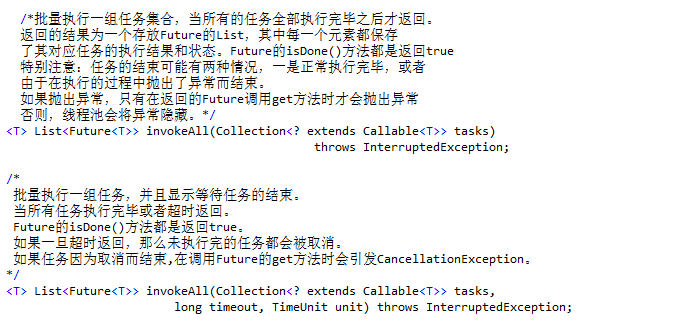 /*批量执行一组任务集合，当所有的任务全部执行完毕之后才返回。
返回的结果为一个存放Future的List，其中每一个元素都保存
了其对应任务的执行结果和状态。Future的isDone()方法都是返回true
特别注意：任务的结束可能有两种情况，一是正常执行完毕，或者
由于在执行的过程中抛出了异常而结束。
如果抛出异常，只有在返回的Future调用get方法时才会抛出异常
否则，线程池会将异常隐藏。*/
<T> List<Future<T>> invokeAll(Collection<? extends Callable<T>> tasks)
throws InterruptedException;
/*
批量执行一组任务，并且显示等待任务的结束。
当所有任务执行完毕或者超时返回。
Future的isDone()方法都是返回true。
如果一旦超时返回，那么未执行完的任务都会被取消。
如果任务因为取消而结束,在调用Future的get方法时会引发CancellationException。
*/
<T> List<Future<T>> invokeAll(Collection<? extends Callable<T>> tasks,
long timeout, TimeUnit unit) throws InterruptedException;